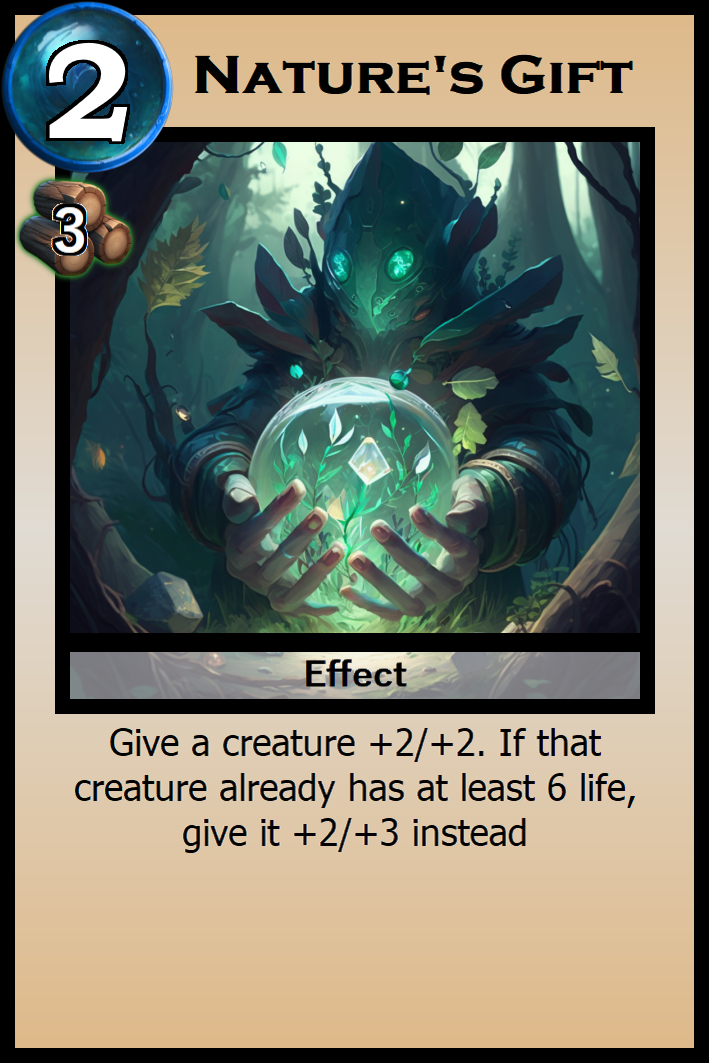 2
Nature's Gift
3
Effect
Give a creature +2/+2. If that
creature already has at least 6 life,
give it +2/+3 instead